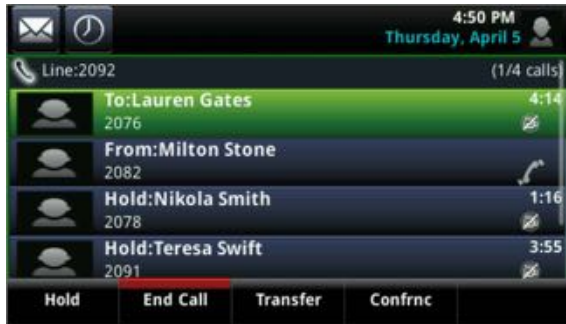 4:50 PM
Thursday, April 5
Line:2092 (1/4 calls)
To:Lauren Gates 4:14
2076
From:Milton Stone
2082
Hold:Nikola Smith 1:16
2078
Hold:Teresa Swift 3:55
2091
Hold End Call Transfer Confrnc